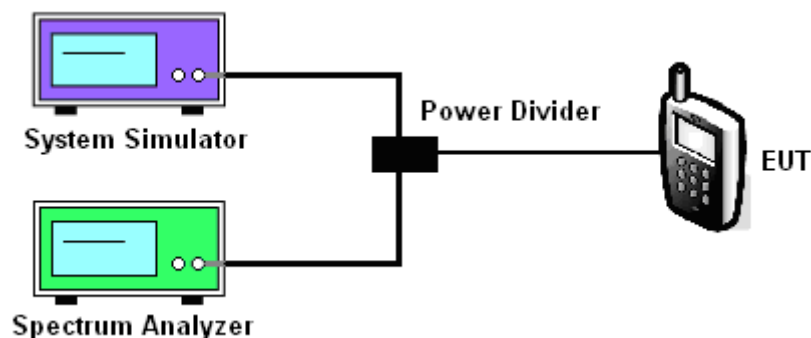 System Simulator
Power Divider
EUT
Spectrum Analyzer